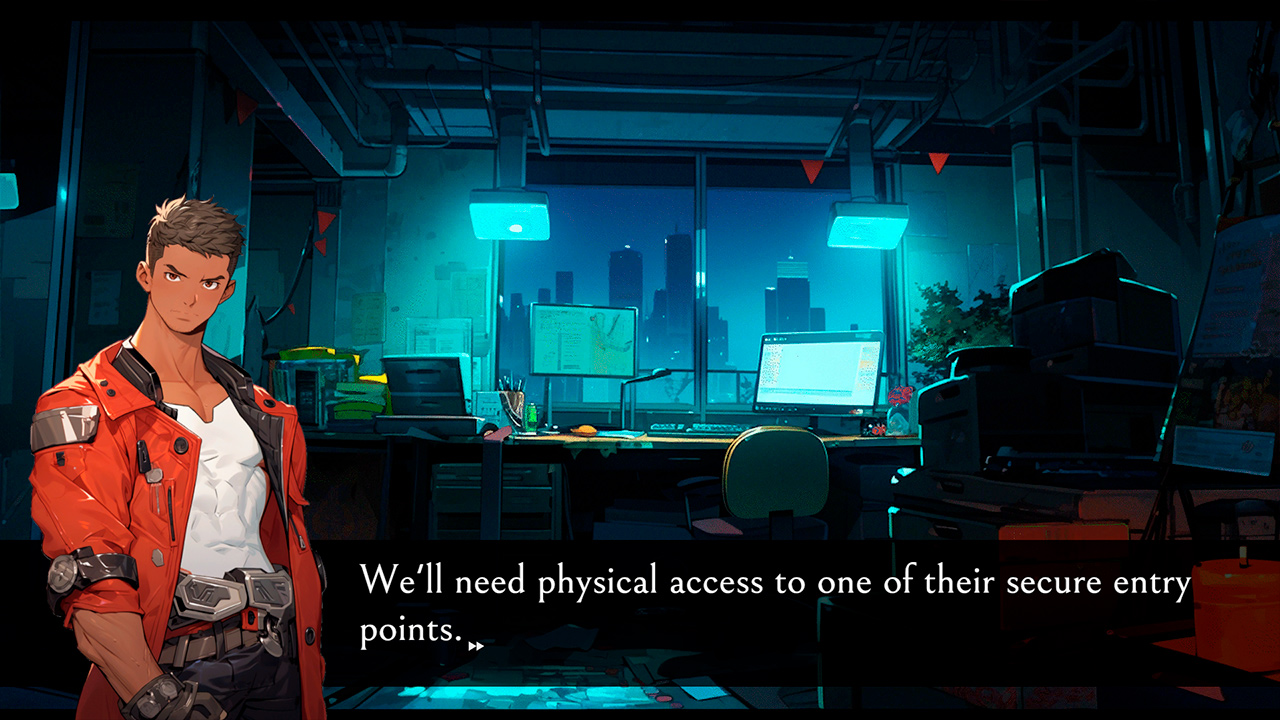 We'll need physical access to one of their secure entry
points.